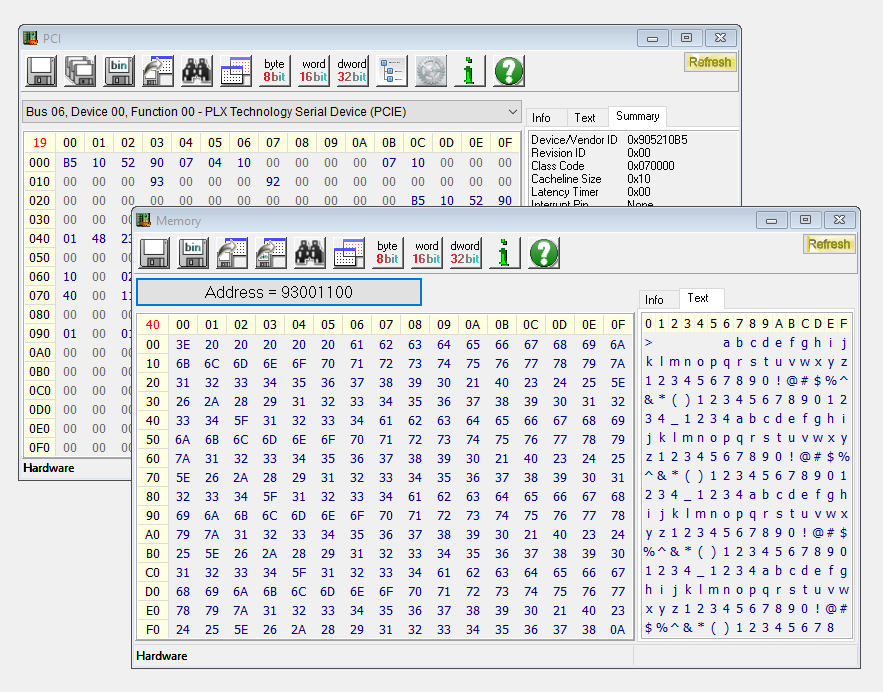 PCI
bin byte 8bit word 16bit dword 32bit Refresh
Bus 06, Device 00, Function 00 - PLX Technology Serial Device (PCIE)
Info Text Summary
19 00 01 02 03 04 05 06 07 08 09 0A 0B 0C 0D 0E 0F
000 B5 10 52 90 07 04 10 00 00 00 00 07 10 00 00 00
010 00 00 00 93 00 00 00 92 00 00 00 00 00 00 00 00
020 00 00 00 00 00 00 00 00 00 00 00 00 B5 10 52 90
030 00 00
040 01 48
050 00 00
060 10 00
070 40 00
080 00 00
090 01 00
0A0 00 00
0B0 00 00
0C0 00 00
0D0 00 00
0E0 00 00
0F0 00 00
Hardware
Device/Vendor ID 0x905210B5
Revision ID 0x00
Class Code 0x070000
Cacheline Size 0x10
Latency Timer 0x00
Interrupt Pin None
Memory
bin byte 8bit word 16bit dword 32bit Refresh
Address = 93001100
Info Text
40 00 01 02 03 04 05 06 07 08 09 0A 0B 0C 0D 0E 0F
00 3E 20 20 20 20 61 62 63 64 65 66 67 68 69 6A
10 6B 6C 6D 6E 6F 70 71 72 73 74 75 76 77 78 79 7A
20 31 32 33 34 35 36 37 38 39 30 21 40 23 24 25 5E
30 26 2A 28 29 31 32 33 34 35 36 37 38 39 30 31 32
40 33 34 5F 31 32 33 34 61 62 63 64 65 66 67 68 69
50 6A 6B 6C 6D 6E 6F 70 71 72 73 74 75 76 77 78 79
60 7A 31 32 33 34 35 36 37 38 39 30 21 40 23 24 25
70 5E 26 2A 28 29 31 32 33 34 35 36 37 38 39 30 31
80 32 33 34 5F 31 32 33 34 61 62 63 64 65 66 67 68
90 69 6A 6B 6C 6D 6E 6F 70 71 72 73 74 75 76 77 78
A0 79 7A 31 32 33 34 35 36 37 38 39 30 21 40 23 24
B0 25 5E 26 2A 28 29 31 32 33 34 35 36 37 38 39 30
C0 31 32 33 34 5F 31 32 33 34 61 62 63 64 65 66 67
D0 68 69 6A 6B 6C 6D 6E 6F 70 71 72 73 74 75 76 77
E0 78 79 7A 31 32 33 34 35 36 37 38 39 30 21 40 23
F0 24 25 5E 26 2A 28 29 31 32 33 34 35 36 37 38 0A
0 1 2 3 4 5 6 7 8 9 A B C D E F
> a b c d e f g h i j
k l m n o p q r s t u v w x y z
1 2 3 4 5 6 7 8 9 0 ! @ # $ % ^
& * ( ) 1 2 3 4 5 6 7 8 9 0 1 2
3 4 _ 1 2 3 4 a b c d e f g h i
j k l m n o p q r s t u v w x y
z 1 2 3 4 5 6 7 8 9 0 ! @ # $ %
^ & * ( ) 1 2 3 4 5 6 7 8 9 0 1
2 3 4 _ 1 2 3 4 a b c d e f g h
i j k l m n o p q r s t u v w x
y z 1 2 3 4 5 6 7 8 9 0 ! @ # $
% ^ & * ( ) 1 2 3 4 5 6 7 8 9 0
1 2 3 4 _ 1 2 3 4 a b c d e f g
h i j k l m n o p q r s t u v w
x y z 1 2 3 4 5 6 7 8 9 0 ! @ #
$ % ^ & * ( ) 1 2 3 4 5 6 7 8
Hardware